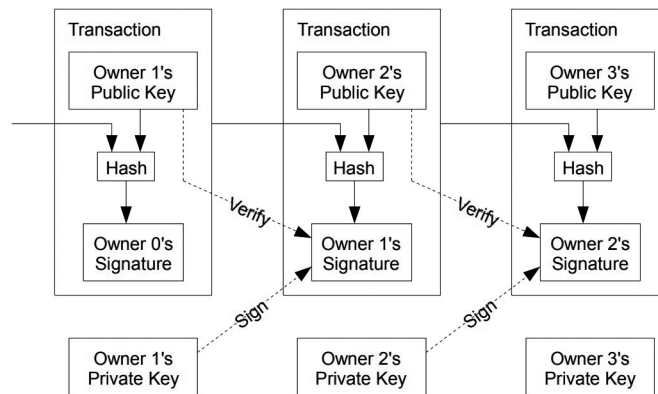 Transaction
Owner 1's
Public Key
Hash
Owner 0's
Signature
Transaction
Owner 2's
Public Key
Hash
Verify
Owner 1's
Signature
Transaction
Owner 3's
Public Key
Hash
Verify
Owner 2's
Signature
Sign
Sign
Owner 1's
Private Key
Owner 2's
Private Key
Owner 3's
Private Key